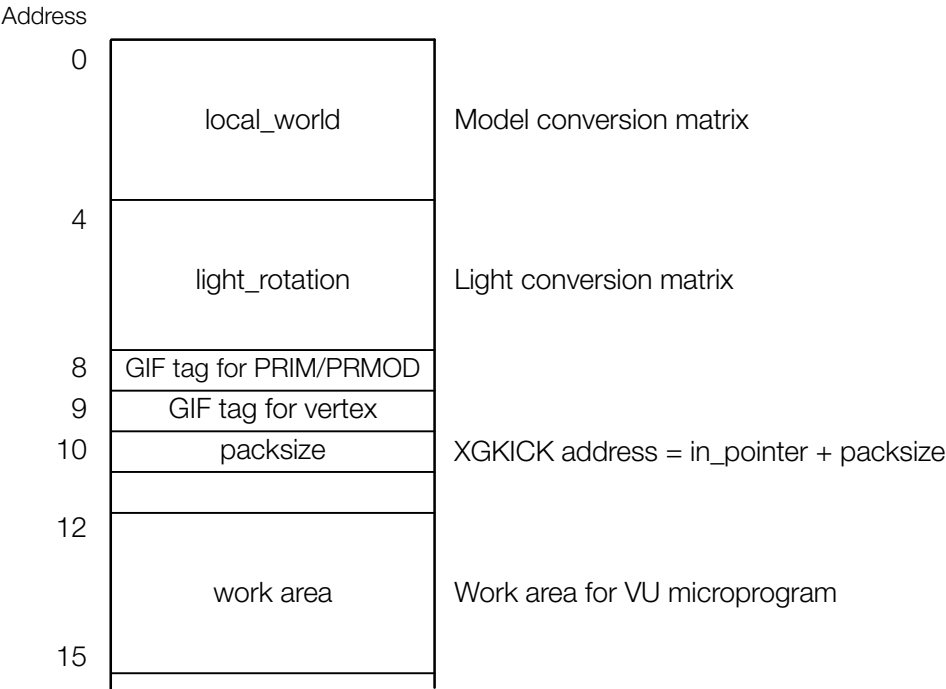 Address
0
local_world Model conversion matrix
4
light_rotation Light conversion matrix
8 GIF tag for PRIM/PRMOD
9 GIF tag for vertex
10 packsize XGKICK address = in_pointer + packsize
12
work area Work area for VU microprogram
15